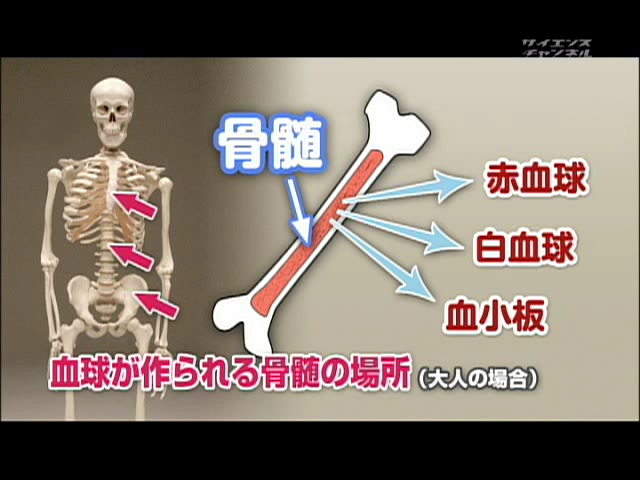 サイエンス
チャンネル
骨髄
赤血球
白血球
血小板
血球が作られる骨髄の場所(大人の場合)